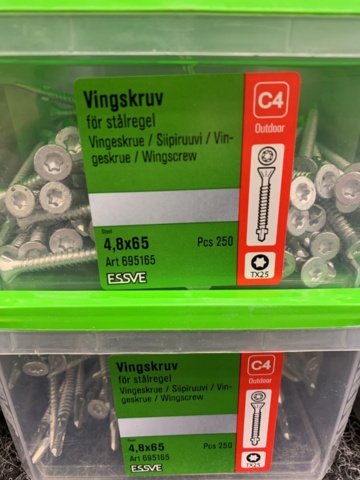 Vingskruv
för stålregel
Vingeskrue / Siipiruuvi / Vin-
geskrue / Wingscrew
4,8x65
Pcs 250
Art 695165
ESSVE
C4
Outdoor
TX25
Vingskruv
för stålregel
Vingeskrue / Siipiruuvi / Vin-
geskrue / Wingscrew
4,8x65
Pcs 250
Art 695165
ESSVE
C4
Outdoor
TX25